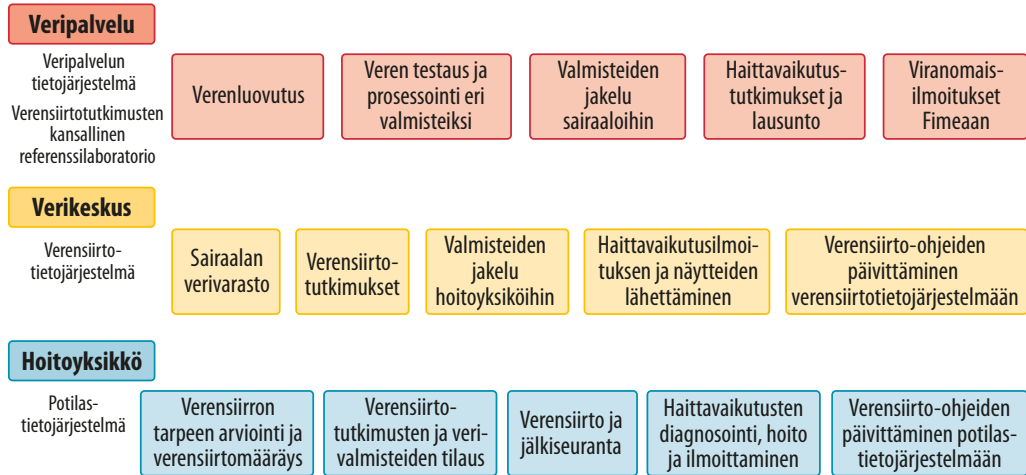 Veripalvelu
Veripalvelun
tietojärjestelmä
Verensiirtotutkimusten
kansallinen
referenssilaboratorio
Verenluovutus
Veren testaus ja
prosessointi eri
valmisteiksi
Valmisteiden
jakelu
sairaaloihin
Haittavaikutus-
tutkimukset ja
lausunto
Viranomais-
ilmoitukset
Fimeaan
Verikeskus
Verensiirto-
tietojärjestelmä
Sairaalan
verivarasto
Verensiirto-
tutkimukset
Valmisteiden
jakelu
hoitoyksiköihin
Haittavaikutusilmoi-
tuksen ja näytteiden
lähettäminen
Verensiirto-ohjeiden
päivittäminen
verensiirtotietojärjestelmään
Hoitoyksikkö
Potilas-
tietojärjestelmä
Verensiirron
tarpeen arviointi ja
verensiirtomääräys
Verensiirto-
tutkimusten ja veri-
valmisteiden tilaus
Verensiirto ja
jälkiseuranta
Haittavaikutusten
diagnosointi, hoito
ja ilmoittaminen
Verensiirto-ohjeiden
päivittäminen potilas-
tietojärjestelmään